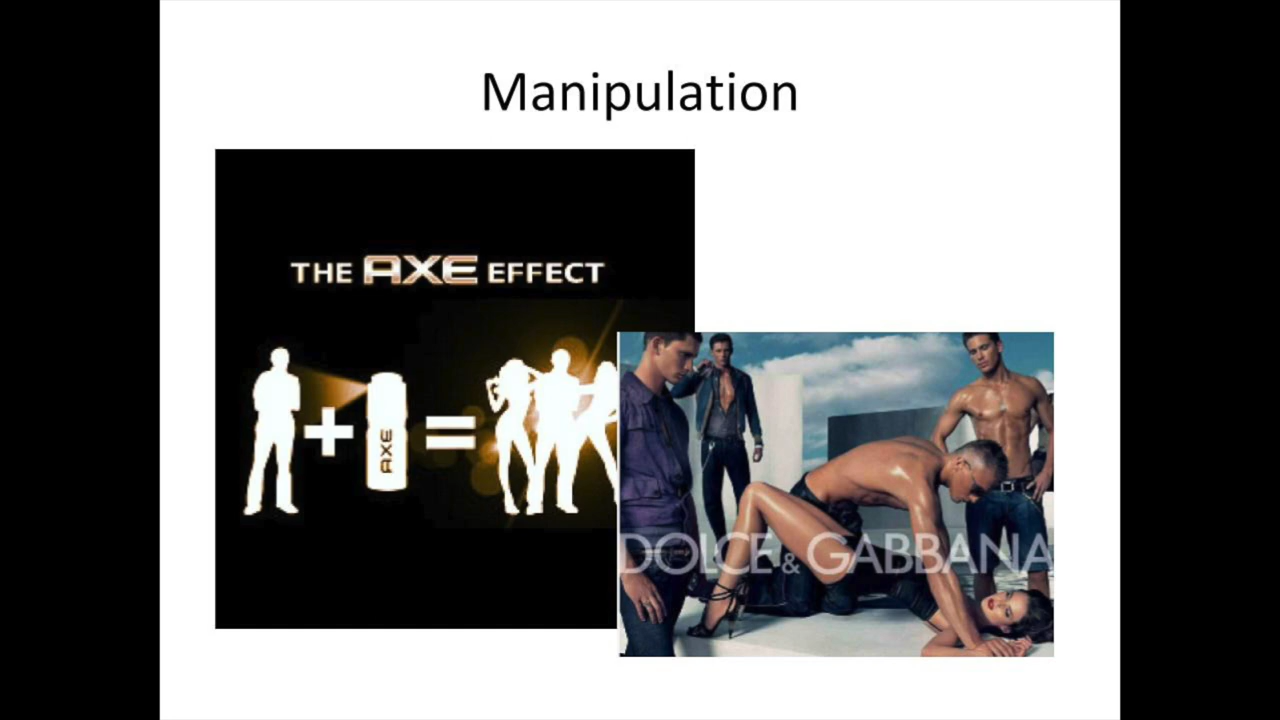 Manipulation
THE AXE EFFECT
+
AXE
=
DOLCE & GABBANA